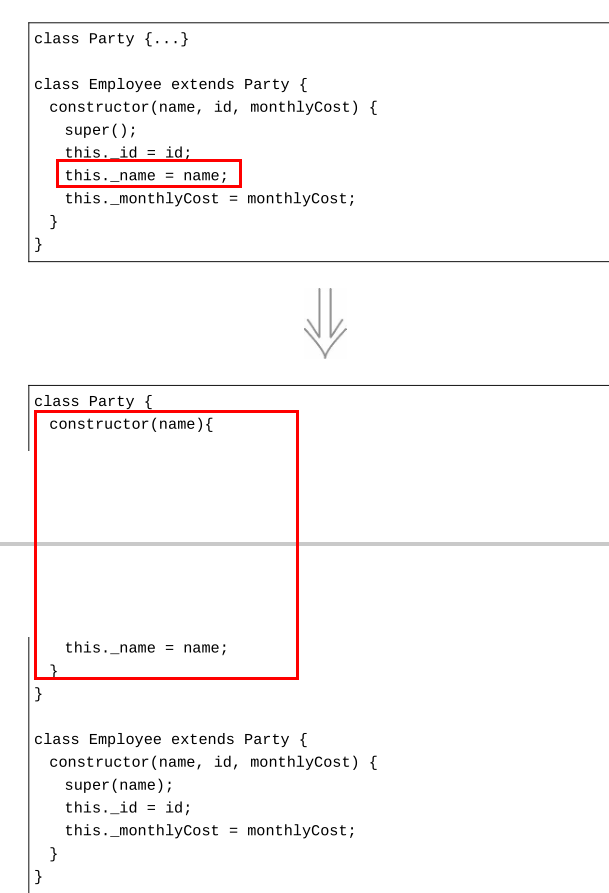 class Party {...}
class Employee extends Party {
constructor(name, id, monthlyCost) {
super();
this._id = id;
this._name = name;
this._monthlyCost = monthlyCost;
}
}
class Party {
constructor(name){
this._name = name;
}
}
class Employee extends Party {
constructor(name, id, monthlyCost) {
super(name);
this._id = id;
this._monthlyCost = monthlyCost;
}
}